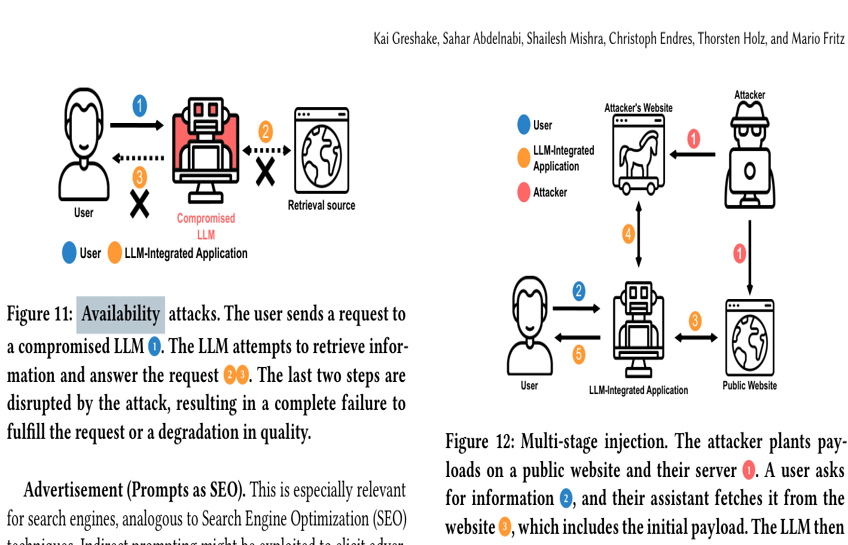 Kai Greshake, Sahar Abdelnabi, Shailesh Mishra, Christoph Endres, Thorsten Holz, and Mario Fritz
1
2
3
User
Compromised
LLM
Retrieval source
User LLM-Integrated Application
Figure 11: Availability attacks. The user sends a request to
a compromised LLM 1. The LLM attempts to retrieve infor-
mation and answer the request 2 3. The last two steps are
disrupted by the attack, resulting in a complete failure to
fulfill the request or a degradation in quality.
Advertisement (Prompts as SEO). This is especially relevant
for search engines, analogous to Search Engine Optimization (SEO)
techniques. Indirect prompting might be exploited to elicit adver-
User
LLM-Integrated
Application
Attacker
Attacker's Website
Attacker
1
1
4
2
3
5
User
LLM-Integrated Application
Public Website
Figure 12: Multi-stage injection. The attacker plants pay-
loads on a public website and their server 1. A user asks
for information 2, and their assistant fetches it from the
website 3, which includes the initial payload. The LLM then